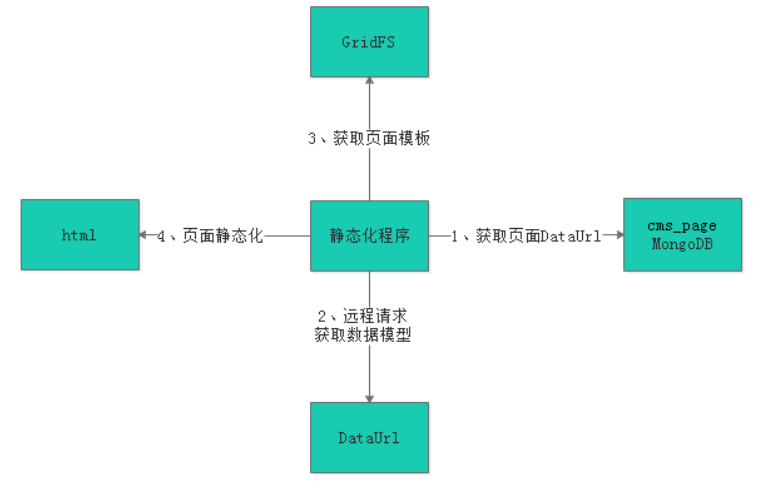 GridFS
3、获取页面模板
html
4、页面静态化
静态化程序
1、获取页面DataUrl
cms_page
MongoDB
2、远程请求
获取数据模型
DataUrl